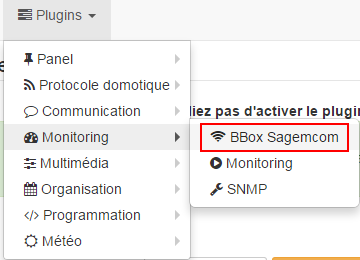 Plugins
Panel
Protocole domotique
Communication
liez pas d'activer le plugin
Monitoring
BBox Sagemcom
Multimédia
Monitoring
Organisation
SNMP
Programmation
Météo